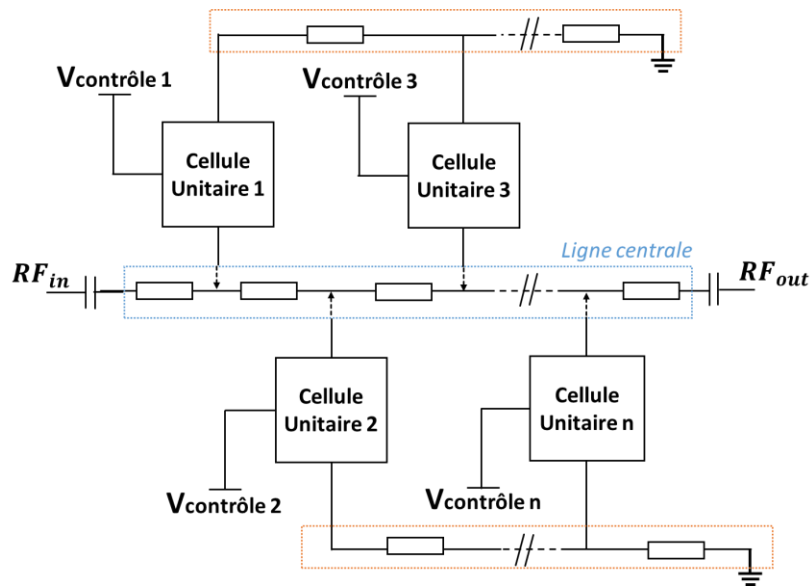 Vcontrôle 1
Vcontrôle 3
Cellule
Unitaire 1
Cellule
Unitaire 3
Ligne centrale
RFin
RFout
Cellule
Unitaire 2
Cellule
Unitaire n
Vcontrôle 2
Vcontrôle n